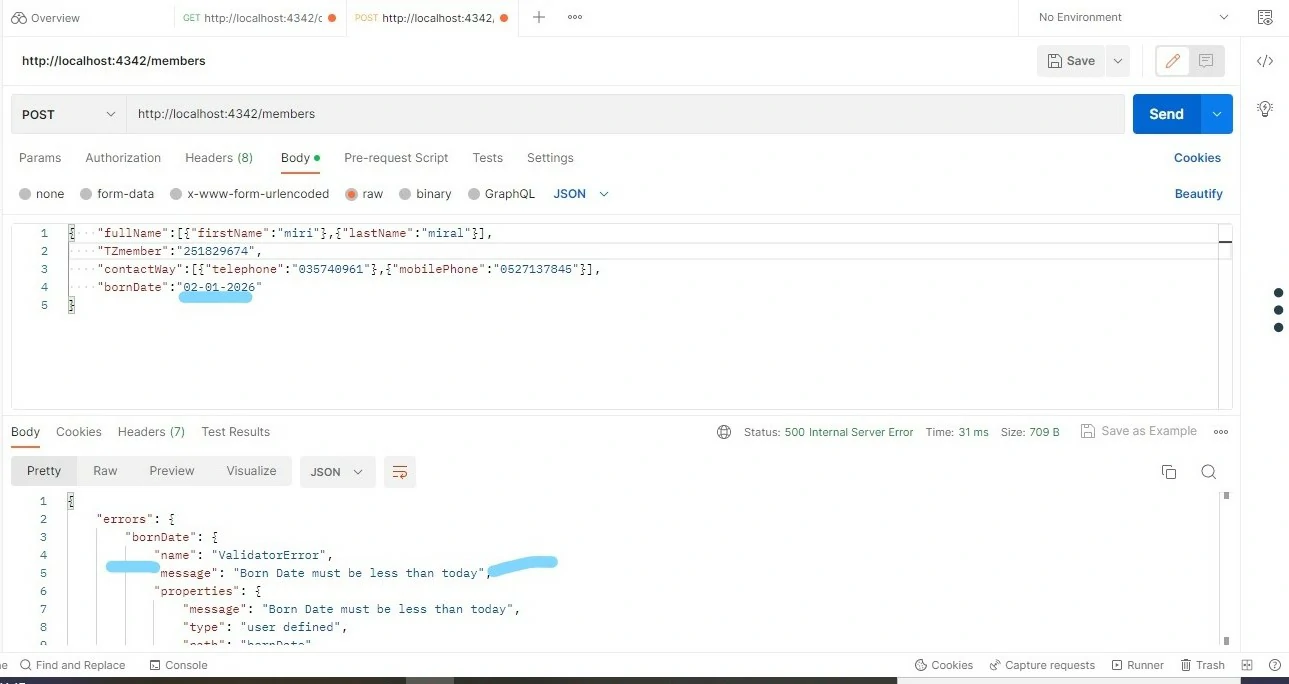 Overview
GET http://localhost:4342/c
POST http://localhost:4342,
No Environment
http://localhost:4342/members
Save
POST
http://localhost:4342/members
Send
Params Authorization Headers (8) Body Pre-request Script Tests Settings Cookies
none form-data x-www-form-urlencoded raw binary GraphQL JSON Beautify
1 { "fullName":[{"firstName":"miri"},{"lastName":"miral"}],
2 "TZmember":"251829674",
3 "contactWay":[{"telephone":"035740961"},{"mobilePhone":"0527137845"}],
4 "bornDate":"02-01-2026"
5 }
Body Cookies Headers (7) Test Results Status: 500 Internal Server Error Time: 31 ms Size: 709 B Save as Example
Pretty Raw Preview Visualize JSON
1 {
2 "errors": {
3 "bornDate": {
4 "name": "ValidatorError",
5 message": "Born Date must be less than today",
6 "properties": {
7 "message": "Born Date must be less than today",
8 "type": "user defined",
9 "path": "bornDate"
Find and Replace Console Cookies Capture requests Runner Trash